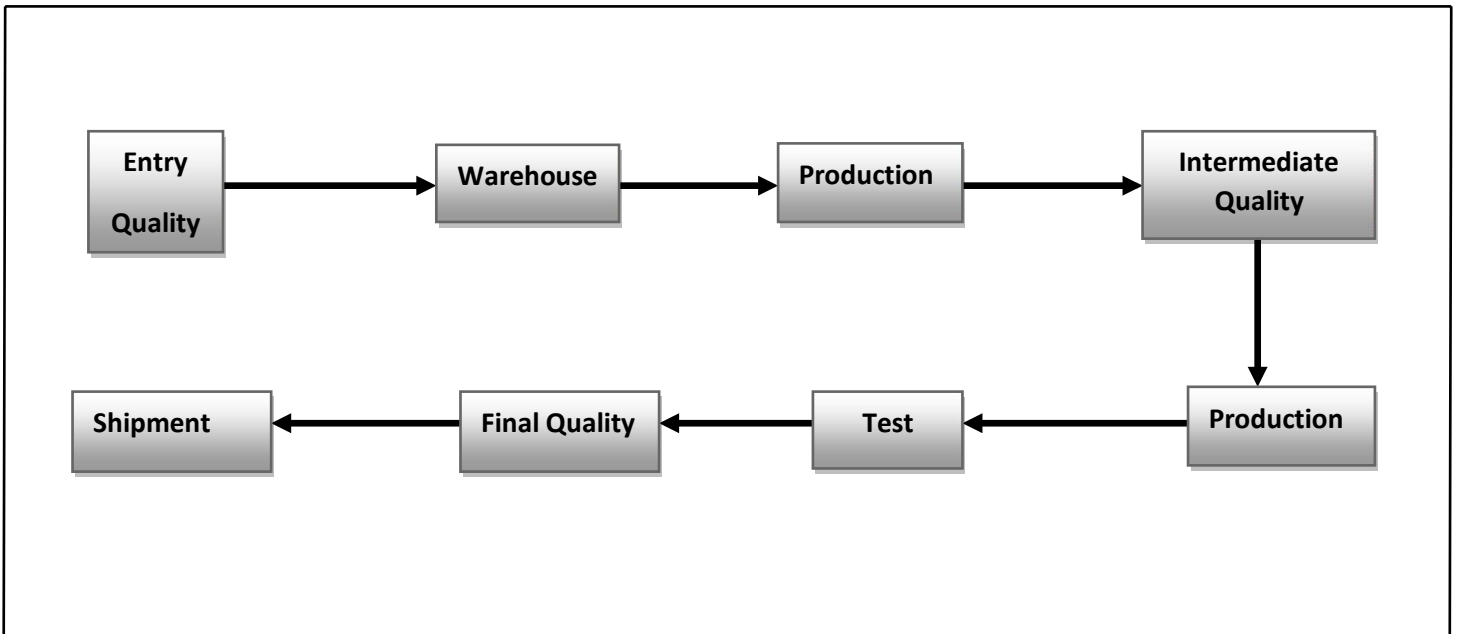 Entry
Quality
Warehouse
Production
Intermediate
Quality
Production
Test
Final Quality
Shipment